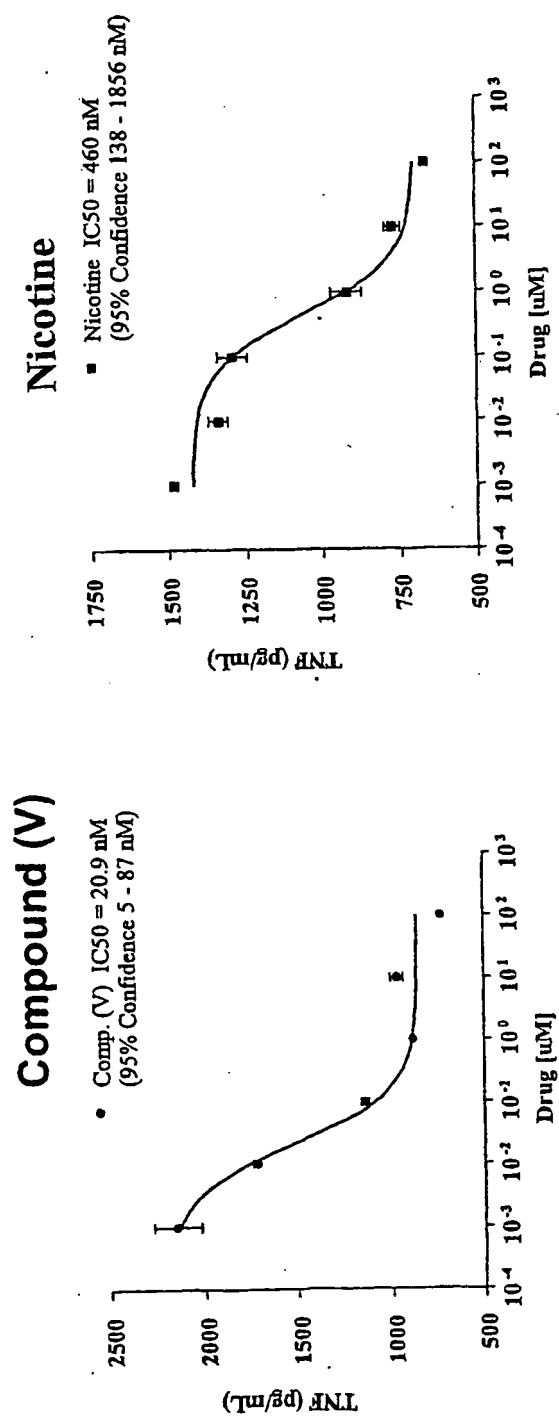 Compound (V)
Comp. (V) IC50 = 20.9 nM
(95% Confidence 5 - 87 nM)
TNF (pg/mL)
2500
2000
1500
1000
500
10-4
10-3
10-2
10-1
100
101
102
103
Drug [uM]
Nicotine
Nicotine IC50 = 460 nM
(95% Confidence 138 - 1856 nM)
TNF (pg/mL)
1750
1500
1250
1000
750
500
10-4
10-3
10-2
10-1
100
101
102
103
Drug [uM]